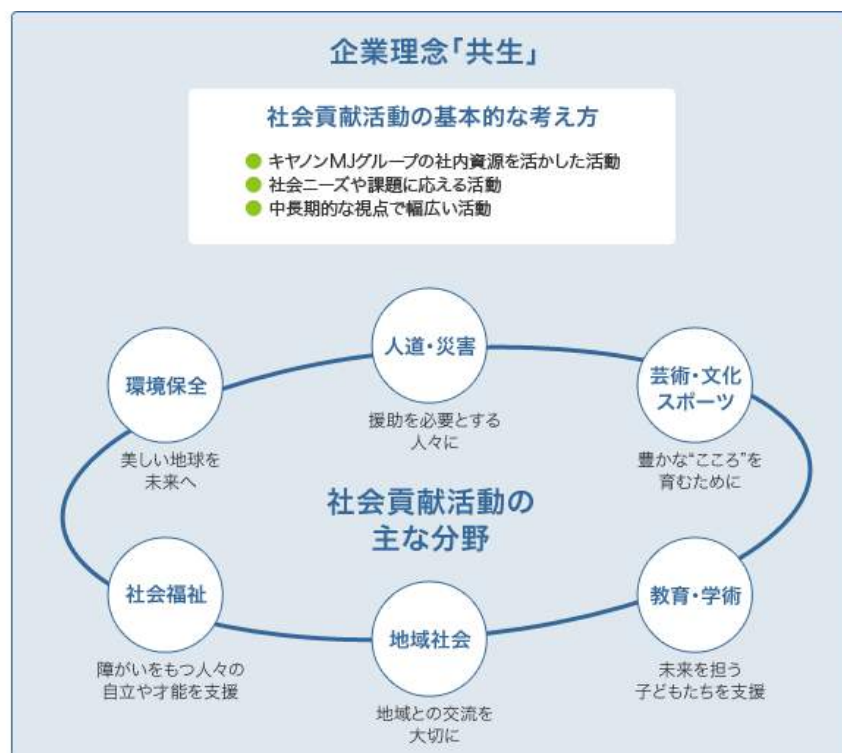 企業理念「共生」
社会貢献活動の基本的な考え方
キヤノンMJグループの社内資源を活かした活動
社会ニーズや課題に応える活動
中長期的な視点で幅広い活動
人道・災害
援助を必要とする
人々に
環境保全
美しい地球を
未来へ
芸術・文化
スポーツ
豊かな“こころ”を
育むために
社会貢献活動の
主な分野
社会福祉
障がいをもつ人々の
自立や才能を支援
地域社会
地域との交流を
大切に
教育・学術
未来を担う
子どもたちを支援